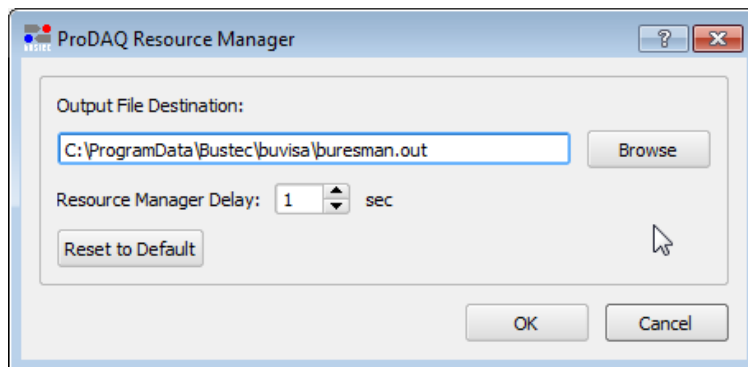 BUSTEC
ProDAQ Resource Manager
?
Output File Destination:
C:\ProgramData\Bustec\buvisa\buresman.out
Browse
Resource Manager Delay: 1 sec
Reset to Default
OK
Cancel